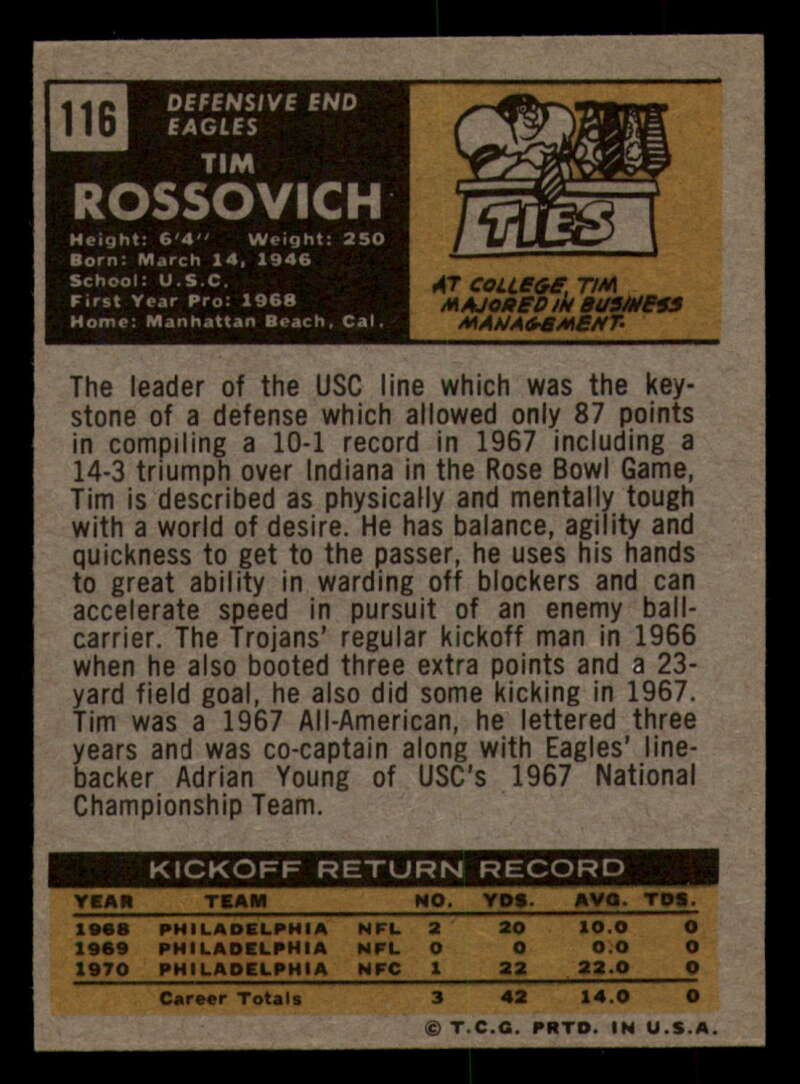 116
DEFENSIVE END
EAGLES
TIM
ROSSOVICH
Height: 6'4" Weight: 250
Born: March 14, 1946
School: U.S.C.
First Year Pro: 1968
Home: Manhattan Beach, Cal.
TIES
AT COLLEGE, TIM
MAJORED IN BUSINESS
MANAGEMENT.
The leader of the USC line which was the key-
stone of a defense which allowed only 87 points
in compiling a 10-1 record in 1967 including a
14-3 triumph over Indiana in the Rose Bowl Game,
Tim is described as physically and mentally tough
with a world of desire. He has balance, agility and
quickness to get to the passer, he uses his hands
to great ability in warding off blockers and can
accelerate speed in pursuit of an enemy ball-
carrier. The Trojans' regular kickoff man in 1966
when he also booted three extra points and a 23-
yard field goal, he also did some kicking in 1967.
Tim was a 1967 All-American, he lettered three
years and was co-captain along with Eagles' line-
backer Adrian Young of USC's 1967 National
Championship Team.
KICKOFF RETURN RECORD
YEAR TEAM NO. YDS. AVG. TDS.
1968 PHILADELPHIA NFL 2 20 10.0 0
1969 PHILADELPHIA NFL 0 0 0.0 0
1970 PHILADELPHIA NFC 1 22 22.0 0
Career Totals 3 42 14.0 0
© T.C.G. PRTD. IN U.S.A.